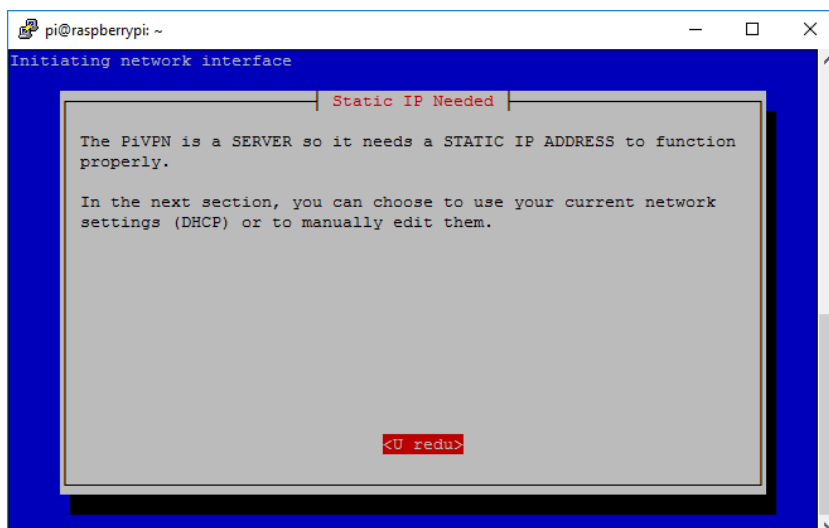 pi@raspberrypi: ~
Initiating network interface
Static IP Needed
The PiVPN is a SERVER so it needs a STATIC IP ADDRESS to function
properly.
In the next section, you can choose to use your current network
settings (DHCP) or to manually edit them.
<U redu>